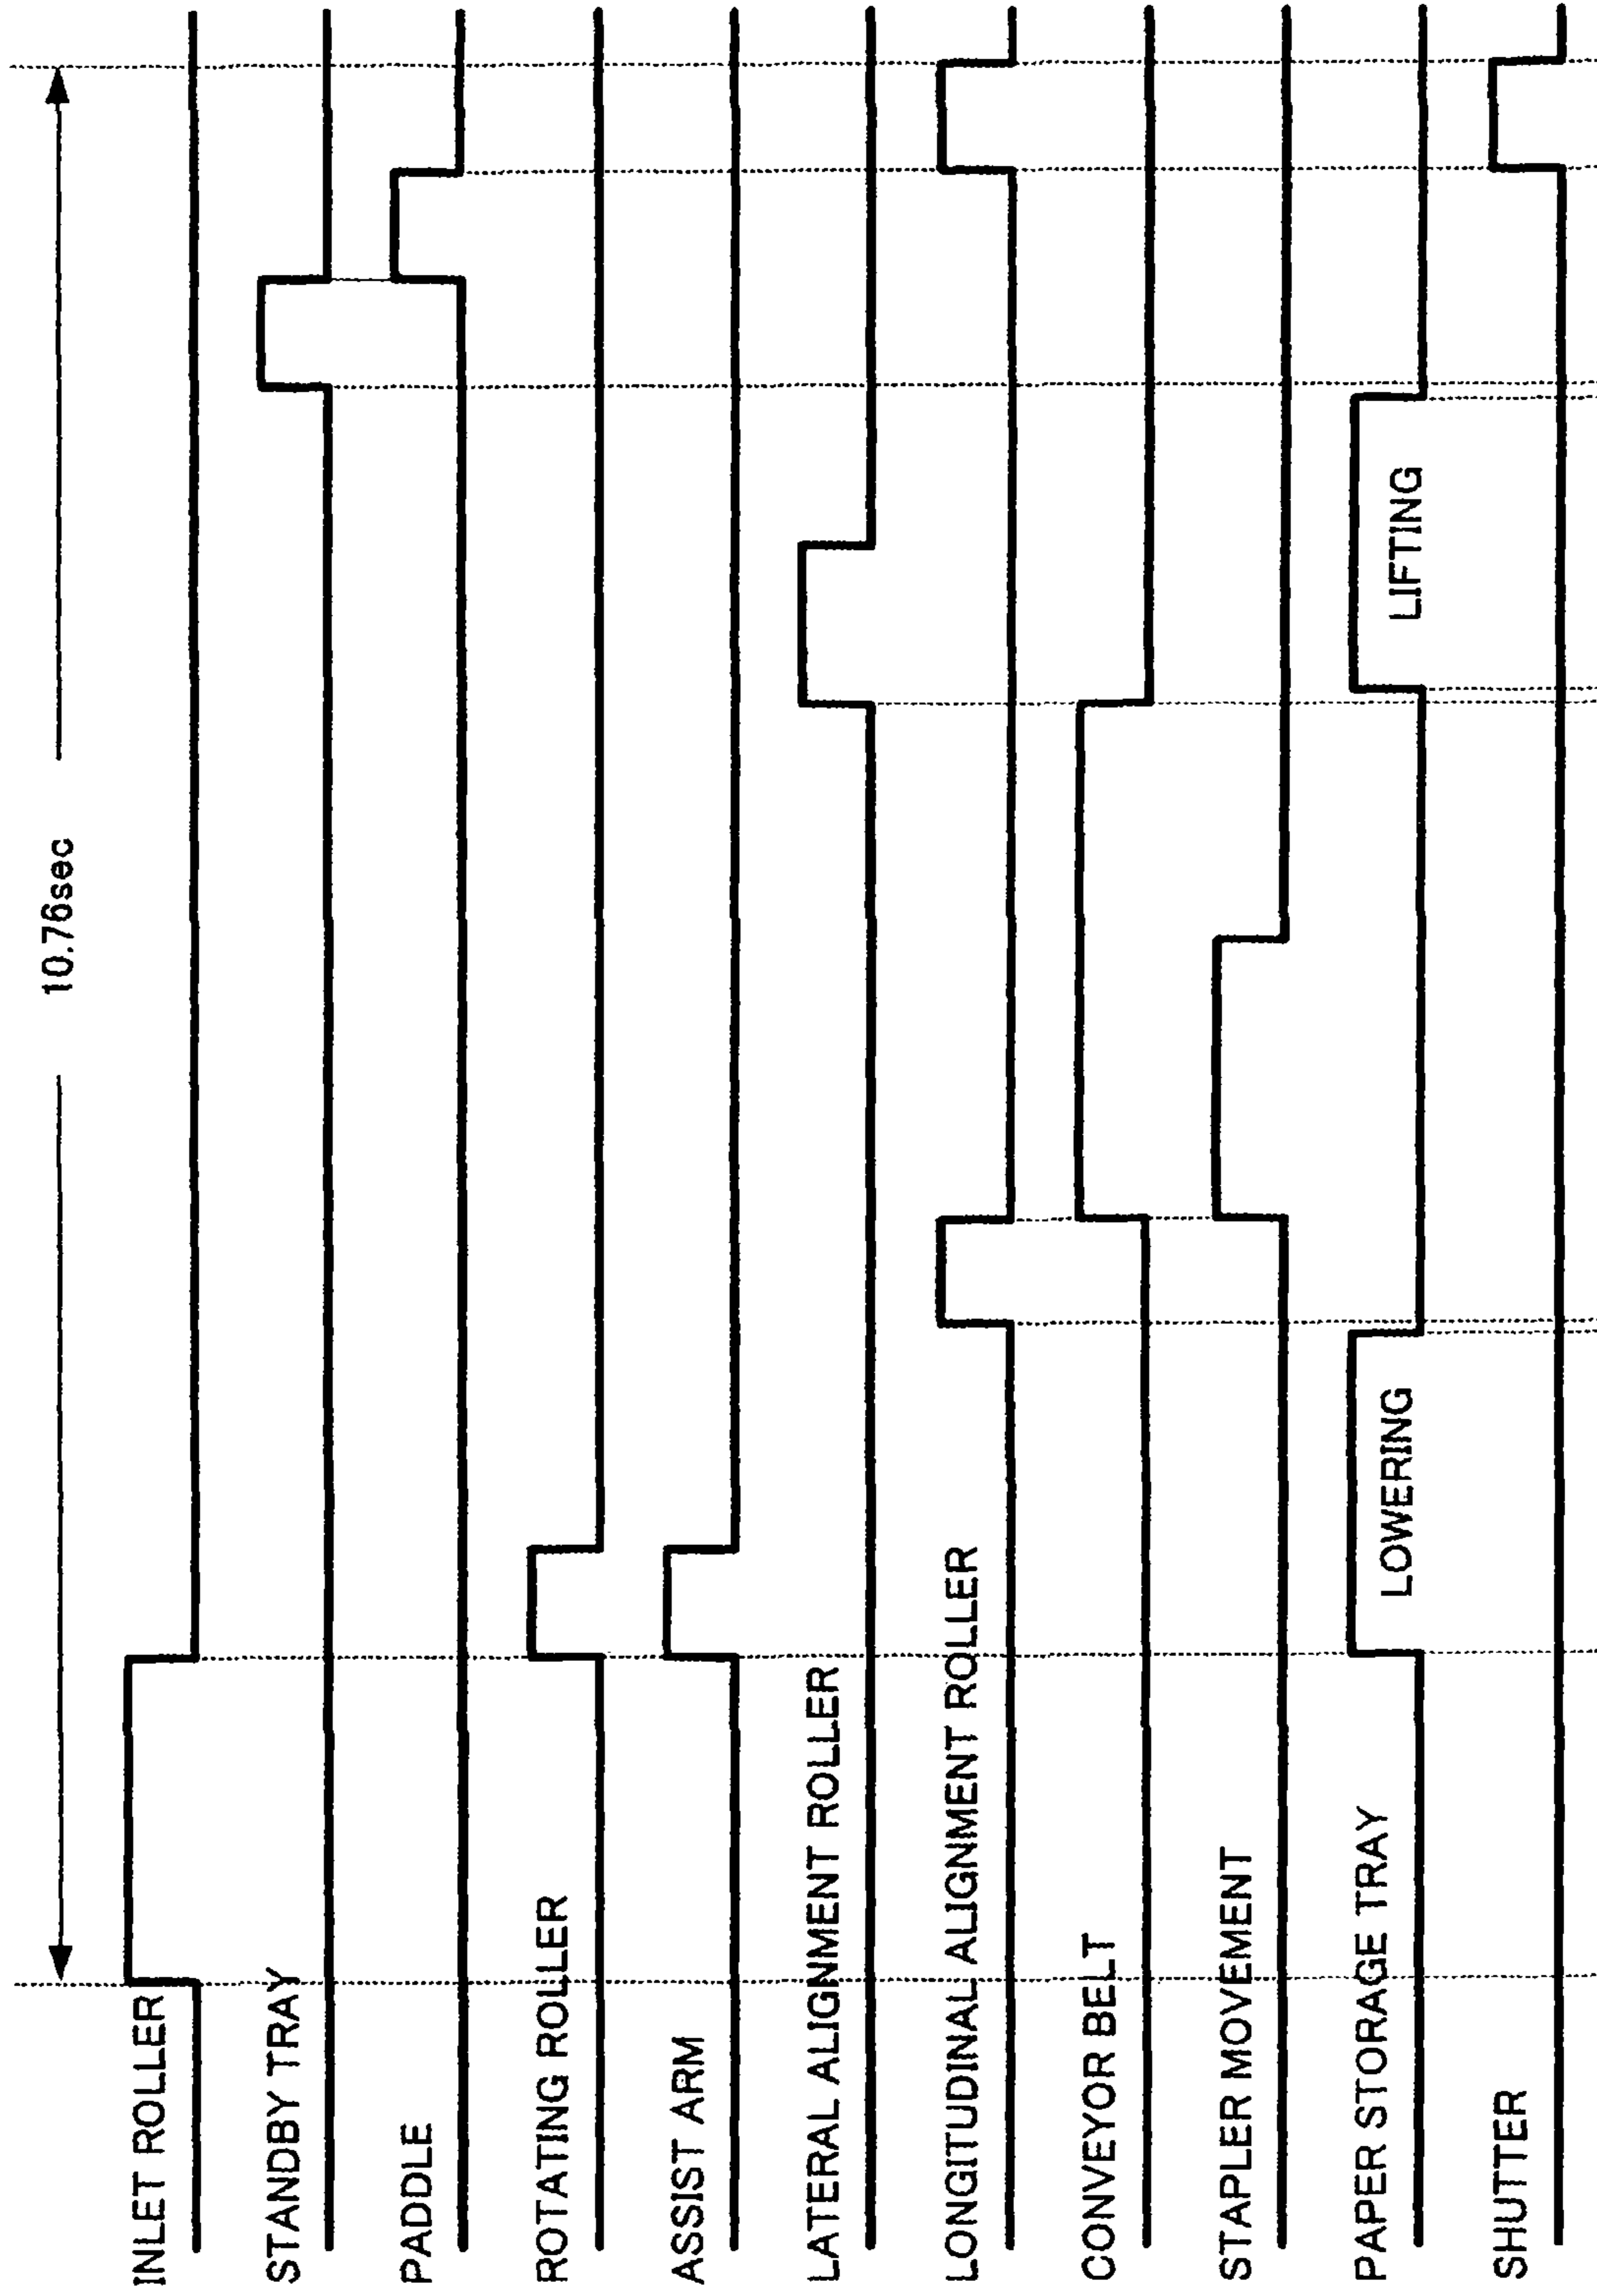 10.76sec
INLET ROLLER
STANDBY TRAY
PADDLE
ROTATING ROLLER
ASSIST ARM
LATERAL ALIGNMENT ROLLER
LONGITUDINAL ALIGNMENT ROLLER
CONVEYOR BELT
STAPLER MOVEMENT
PAPER STORAGE TRAY
LOWERING
LIFTING
SHUTTER